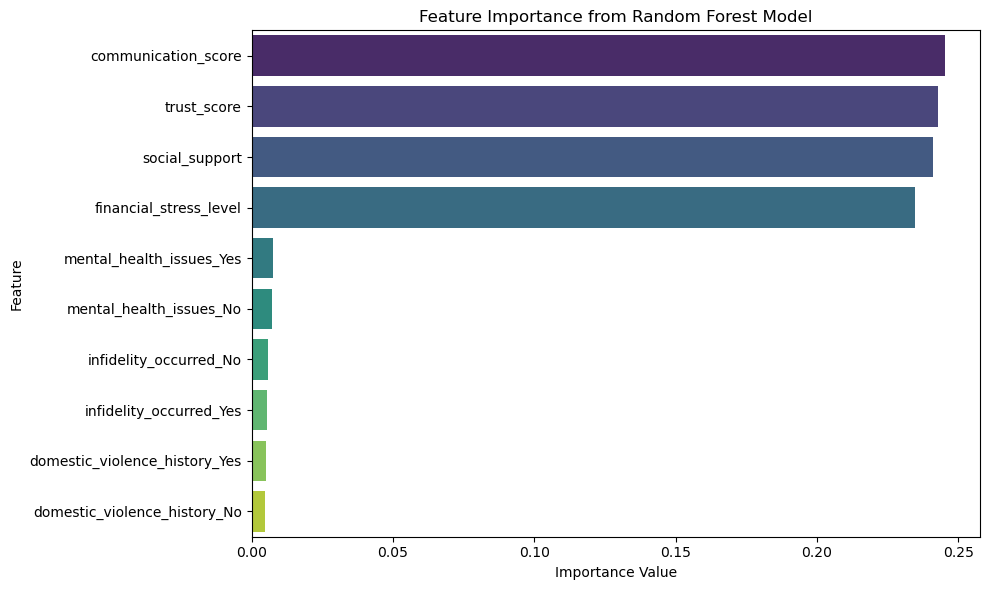 Feature Importance from Random Forest Model
communication_score
trust_score
social_support
financial_stress_level
mental_health_issues_Yes
mental_health_issues_No
infidelity_occurred_No
infidelity_occurred_Yes
domestic_violence_history_Yes
domestic_violence_history_No
Feature
0.00 0.05 0.10 0.15 0.20 0.25
Importance Value